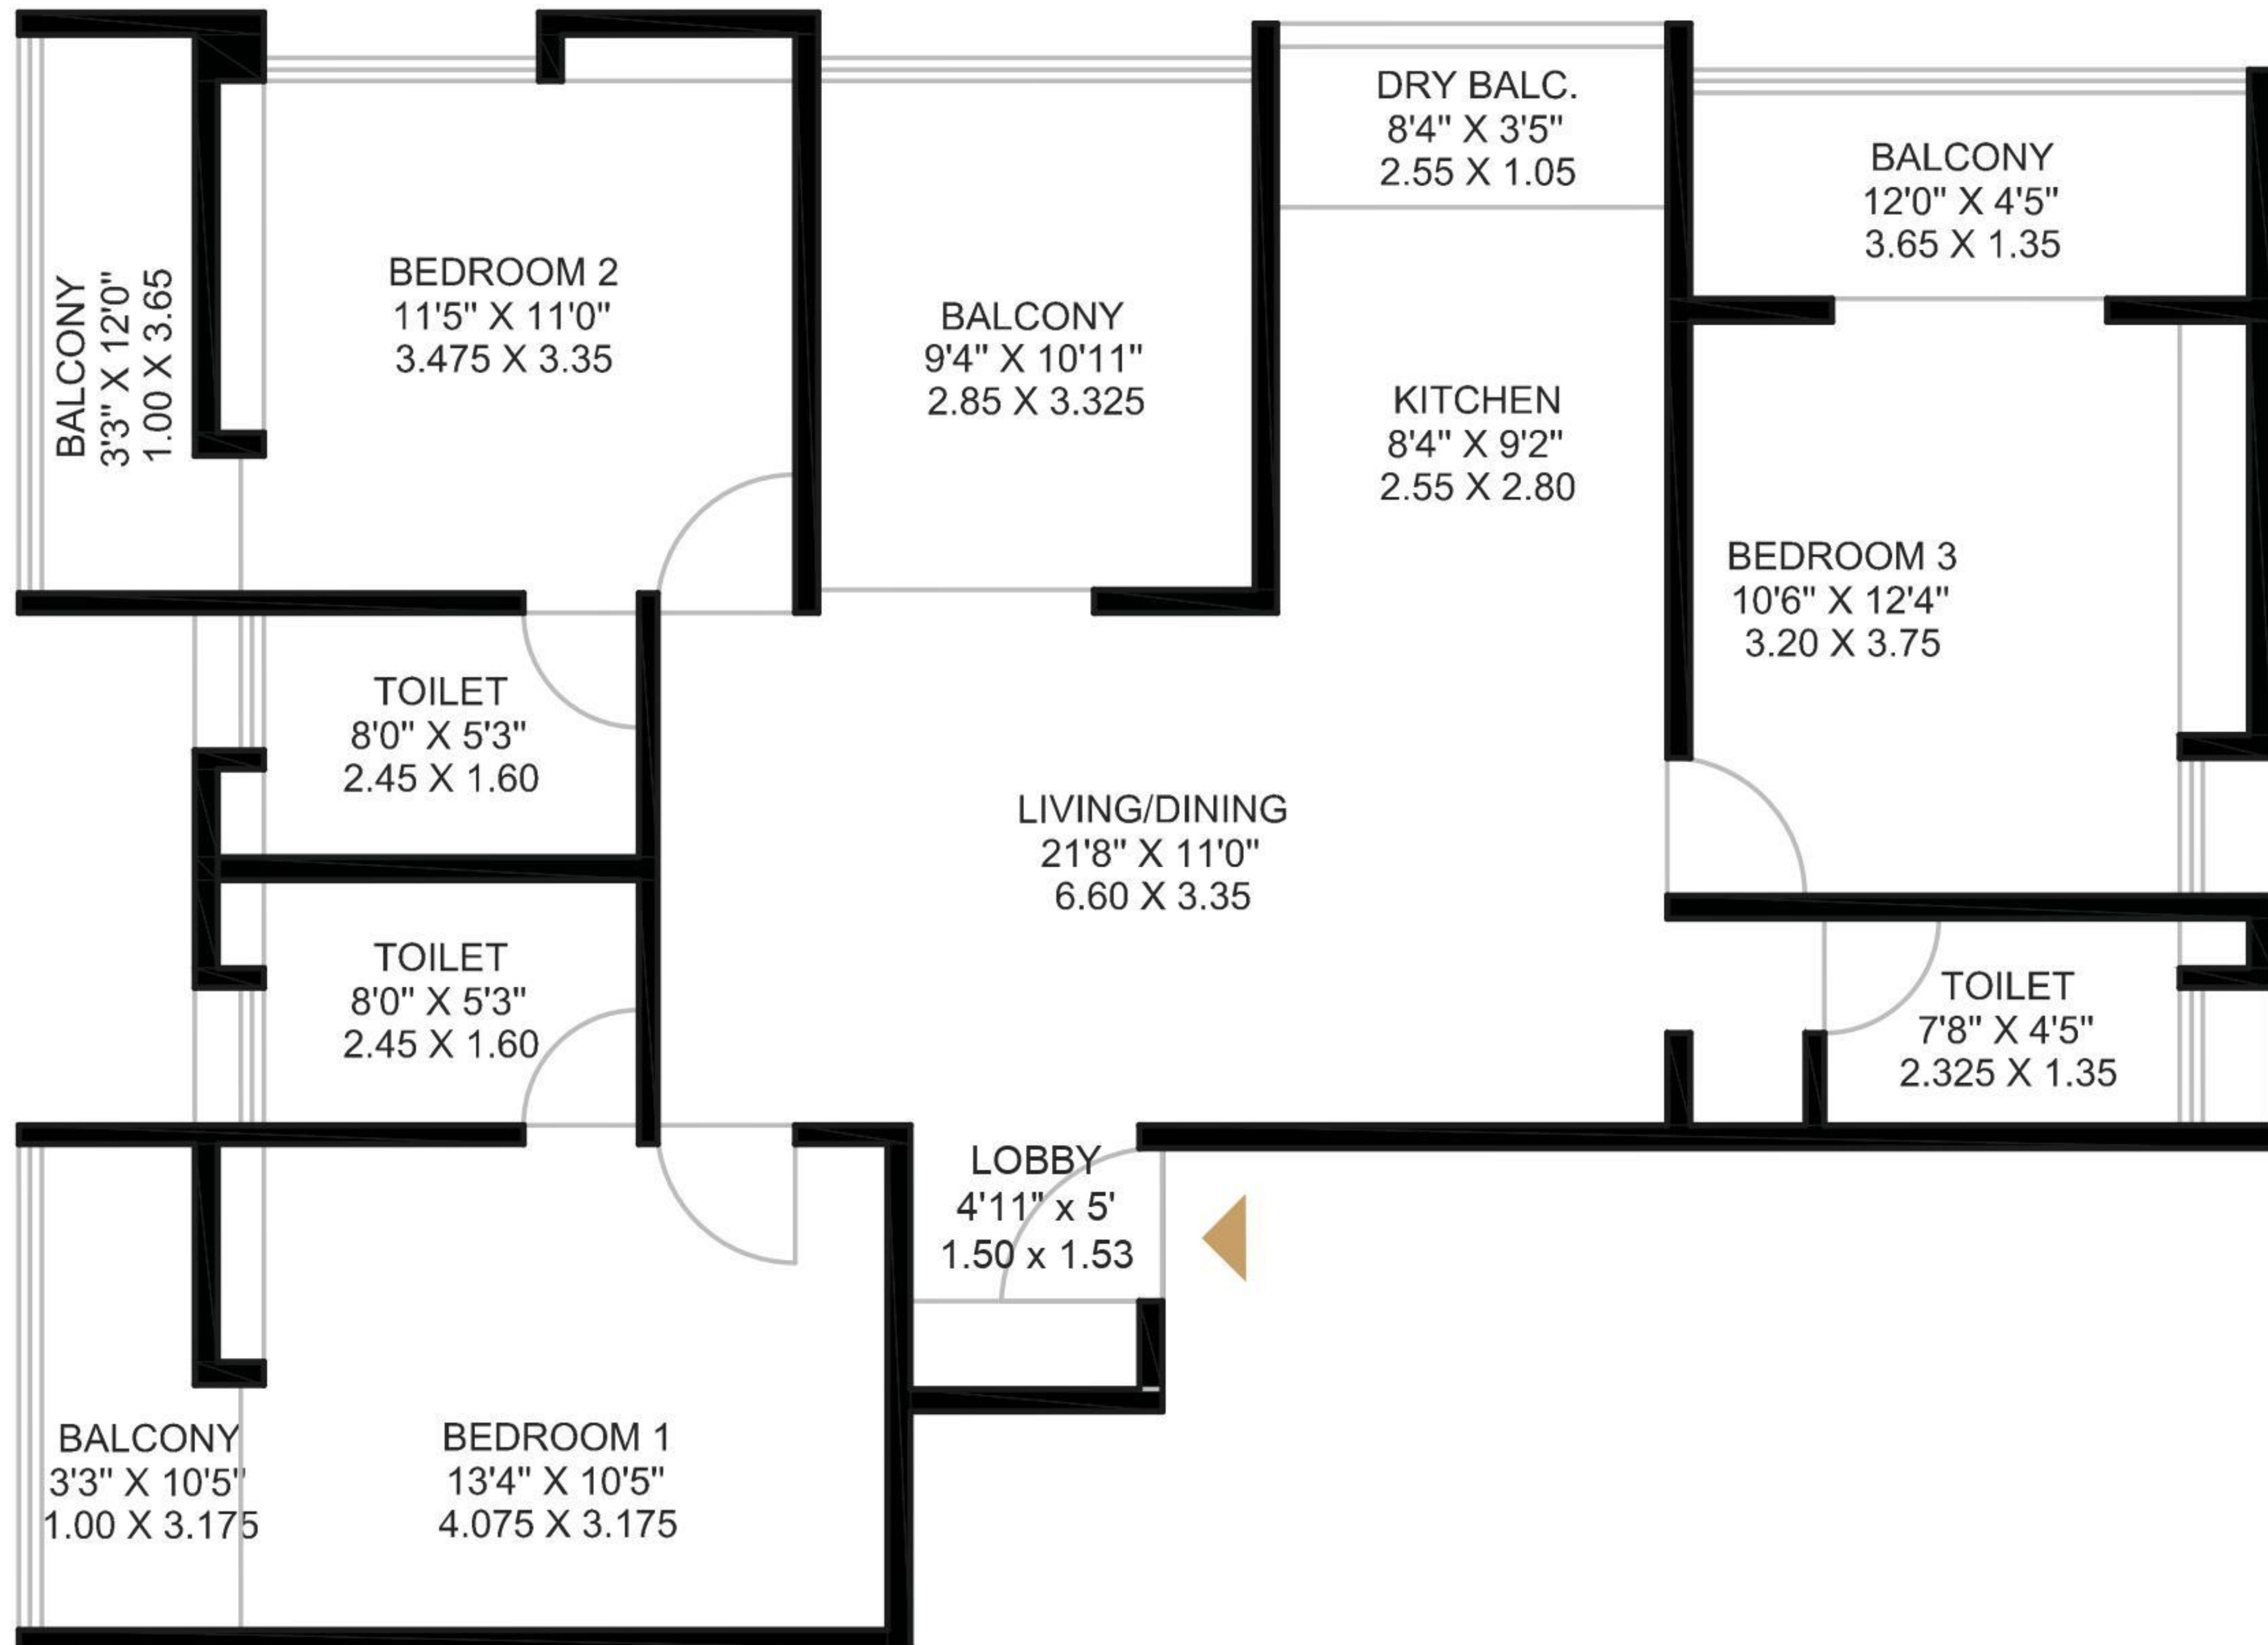 DRY BALC.
8'4" X 3'5"
2.55 X 1.05
BALCONY
12'0" X 4'5"
3.65 X 1.35
BALCONY
3'3" X 12'0"
1.00 X 3.65
BEDROOM 2
11'5" X 11'0"
3.475 X 3.35
BALCONY
9'4" X 10'11"
2.85 X 3.325
KITCHEN
8'4" X 9'2"
2.55 X 2.80
BEDROOM 3
10'6" X 12'4"
3.20 X 3.75
TOILET
8'0" X 5'3"
2.45 X 1.60
LIVING/DINING
21'8" X 11'0"
6.60 X 3.35
TOILET
8'0" X 5'3"
2.45 X 1.60
TOILET
7'8" X 4'5"
2.325 X 1.35
LOBBY
4'11" x 5'
1.50 x 1.53
BALCONY
3'3" X 10'5"
1.00 X 3.175
BEDROOM 1
13'4" X 10'5"
4.075 X 3.175